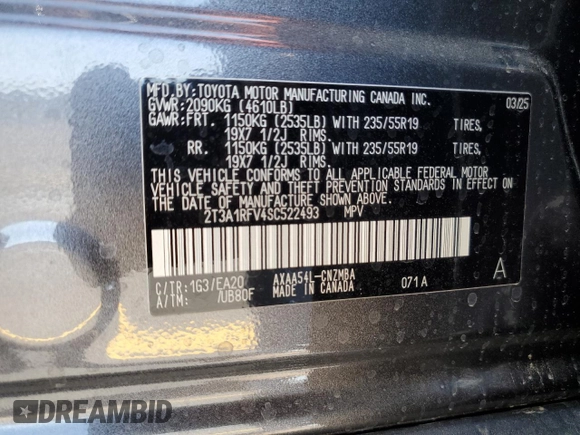 MFD.BY:TOYOTA MOTOR MANUFACTURING CANADA INC.
GVWR:2090KG (4610LB) 03/25
GAWR:FRT. 1150KG (2535LB) WITH 235/55R19 TIRES,
19X7 1/2J RIMS.
RR. 1150KG (2535LB) WITH 235/55R19 TIRES,
19X7 1/2J RIMS.
THIS VEHICLE CONFORMS TO ALL APPLICABLE FEDERAL MOTOR
VEHICLE SAFETY AND THEFT PREVENTION STANDARDS IN EFFECT ON
THE DATE OF MANUFACTURE SHOWN ABOVE.
2T3A1RFV4SC522493 MPV
C/TR:1G3/EA20 AXAA54L-CNZMBA 071A A
A/TM: /UB80F MADE IN CANADA
DREAMBID